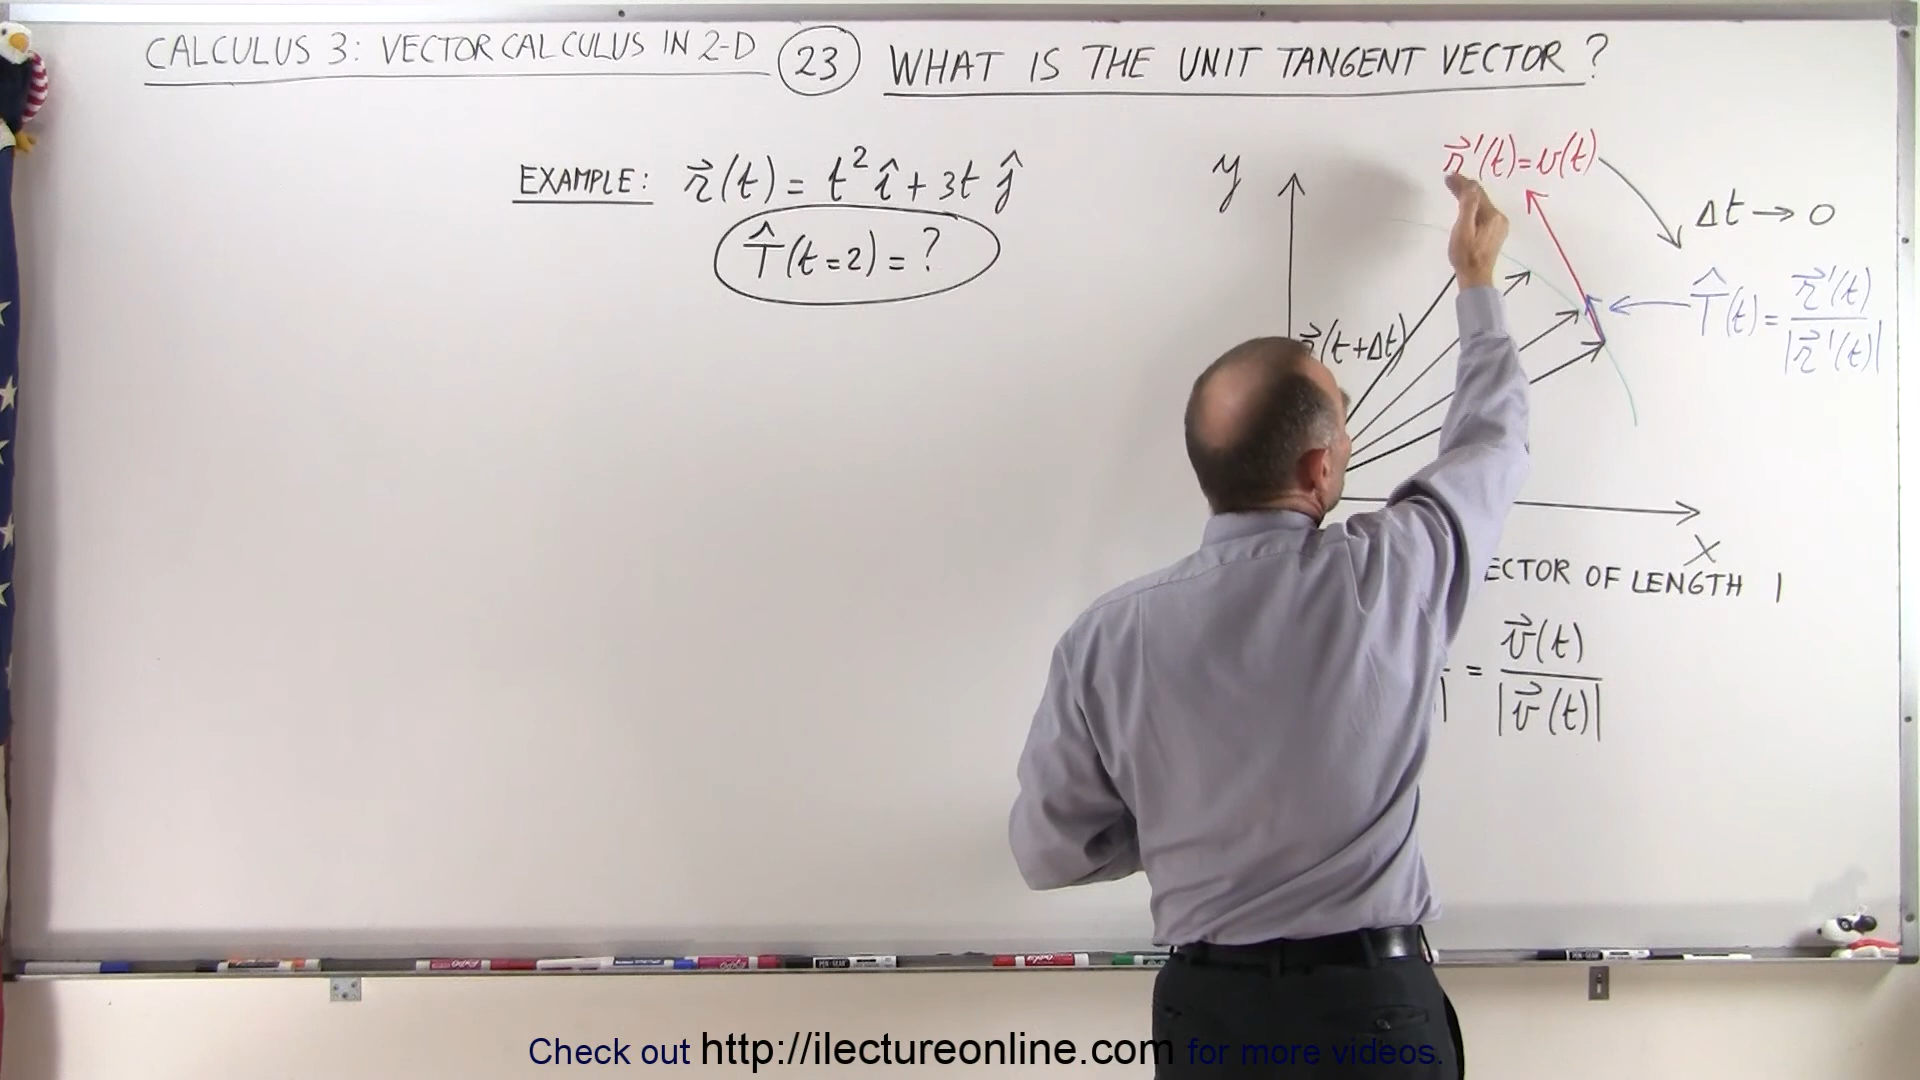 CALCULUS 3: VECTOR CALCULUS IN 2-D 23 WHAT IS THE UNIT TANGENT VECTOR ?
EXAMPLE: r⃗(t) = t² î + 3t ĵ
T̂(t=2) = ?
y
r⃗'(t) = v(t)
Δt → 0
T̂(t) = r⃗'(t) / |r⃗'(t)|
r⃗(t+Δt)
X
ECTOR OF LENGTH 1
= v⃗(t) / |v⃗(t)|
Check out http://ilectureonline.com for more videos.